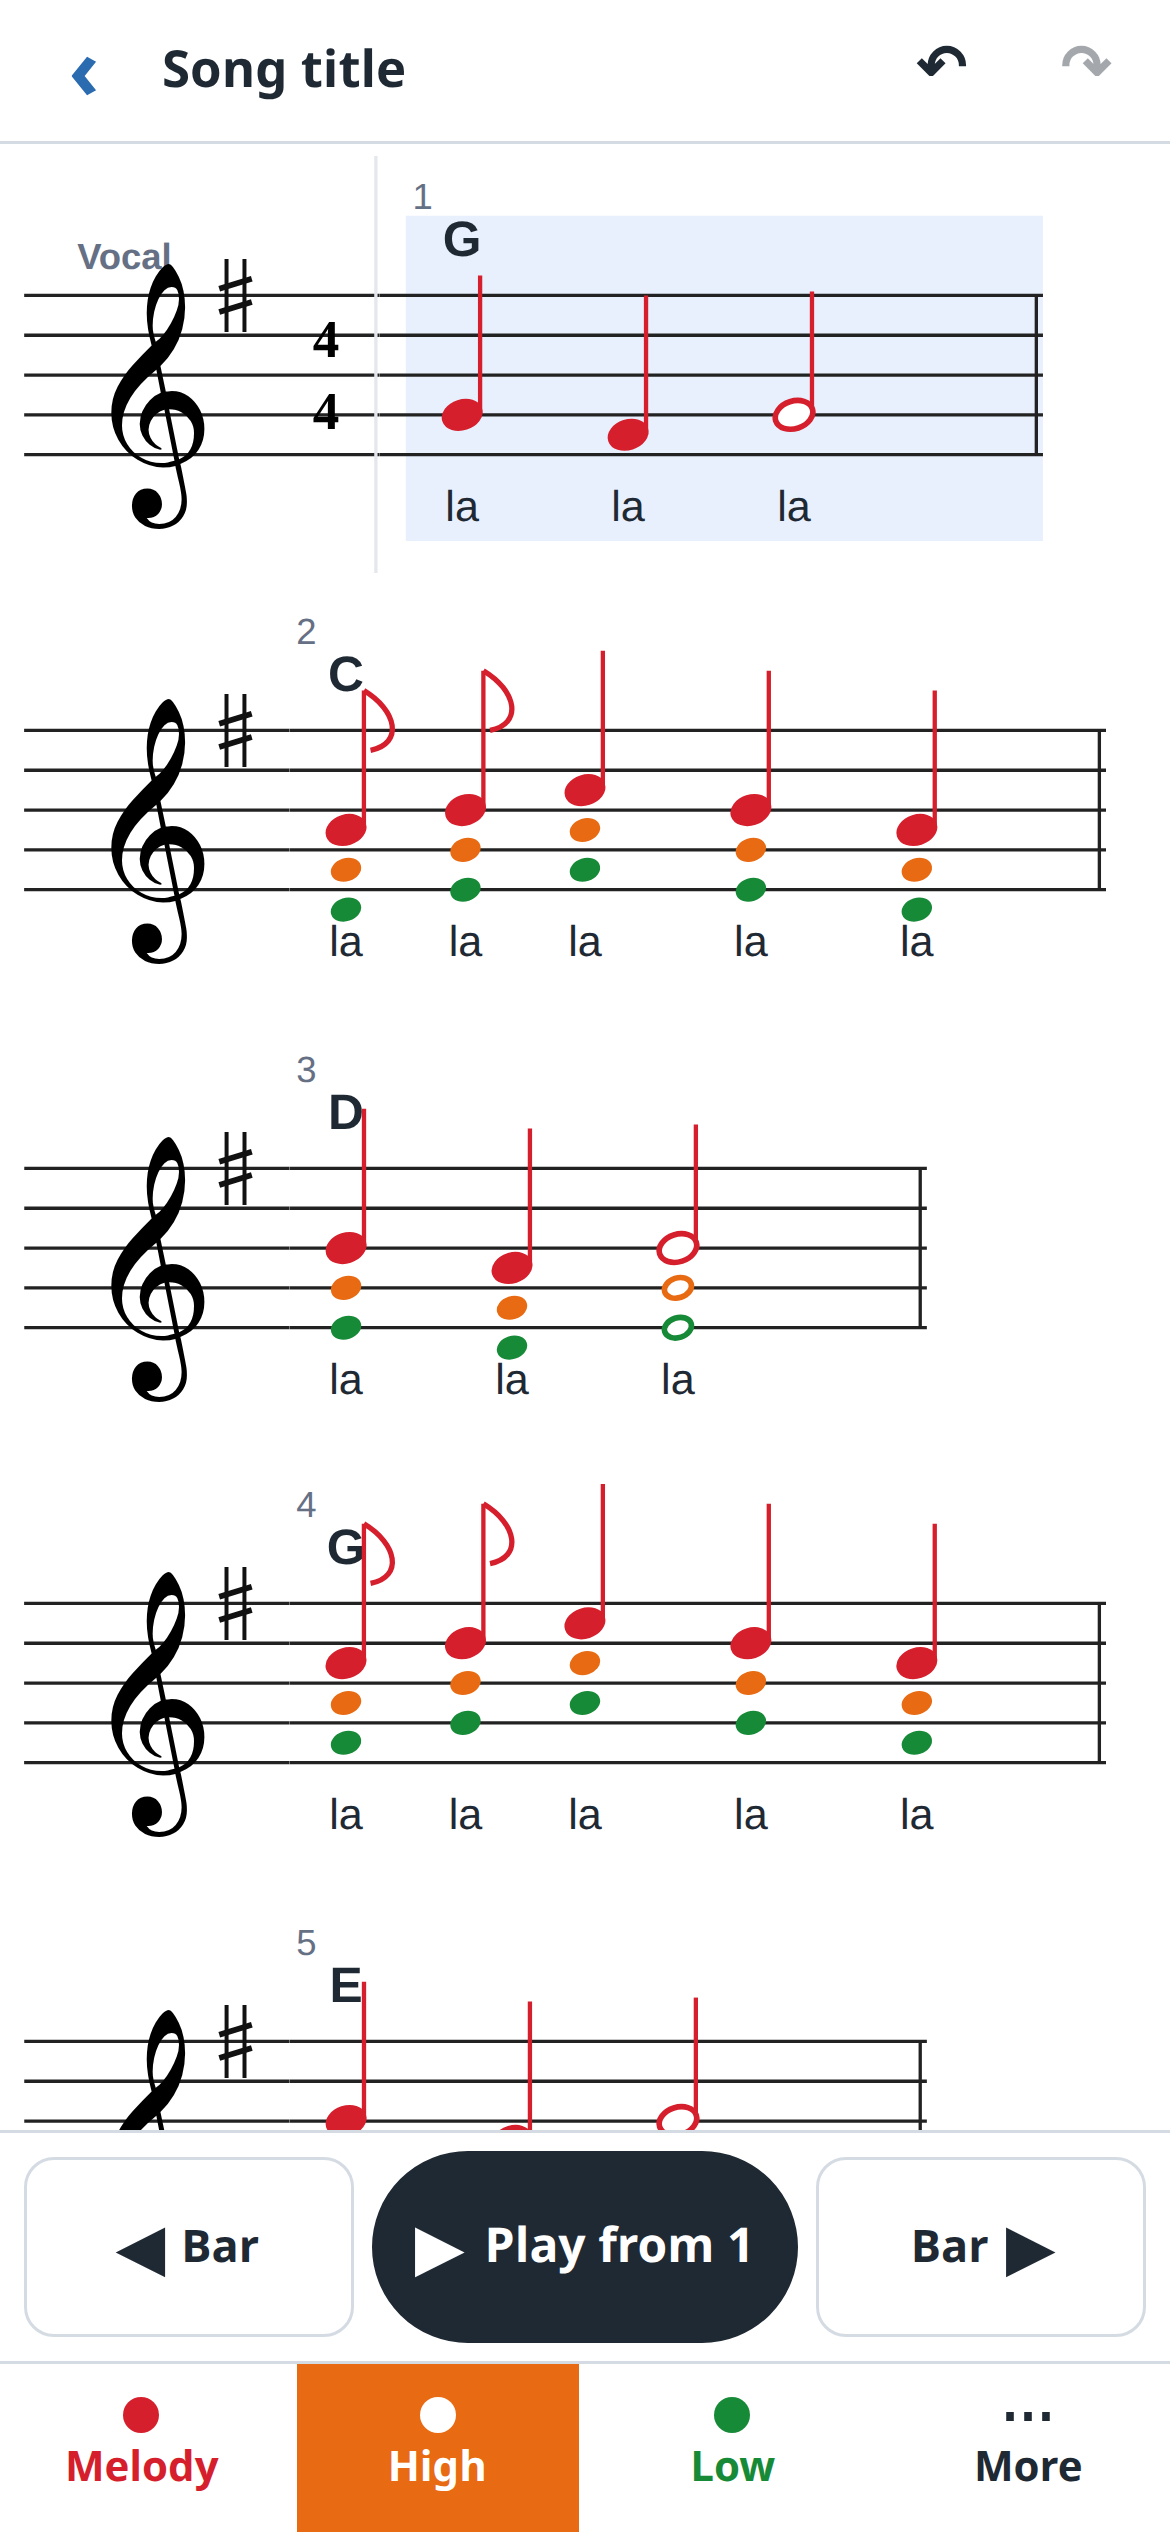 ‹ Song title ↶ ↷
1
G
Vocal
4
4
la la la
2
C
la la la la la
3
D
la la la
4
G
la la la la la
5
E
◀ Bar ▶ Play from 1 Bar ▶
Melody High Low ... More